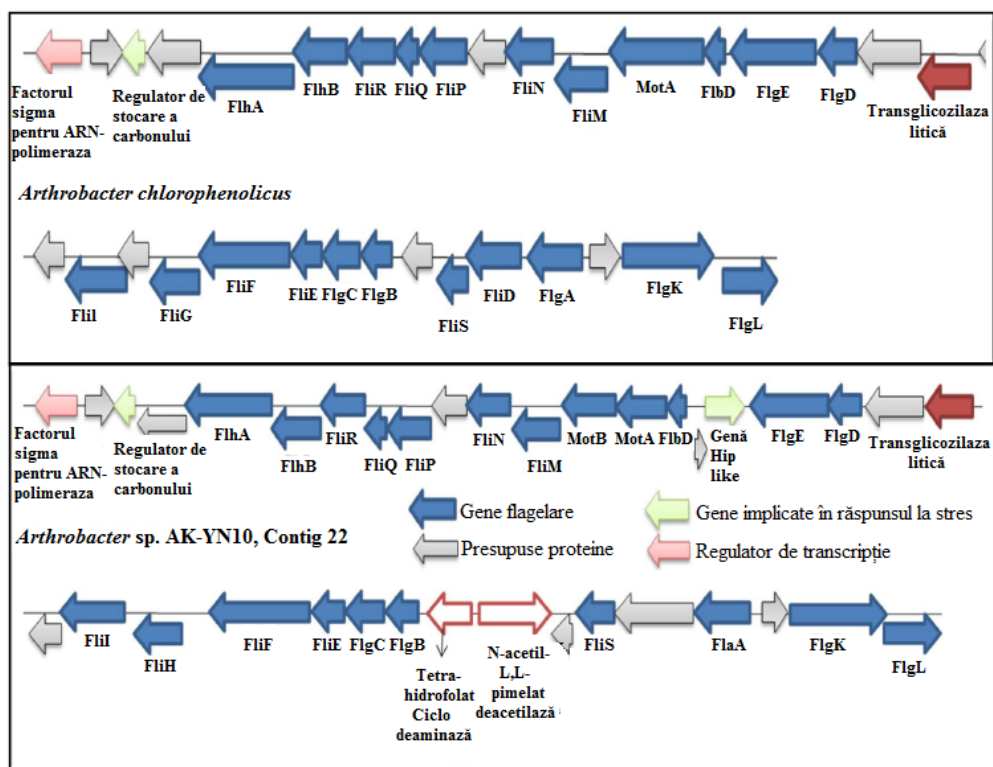 FlhB FliR FliQ FliP FliN MotA FlbD FlgE FlgD
Factorul
sigma
pentru ARN-
polimeraza
Regulator de
stocare a
carbonului
FlhA
FliM
Transglicozilaza
litică
Arthrobacter chlorophenolicus
FliF FliE FlgC FlgB FliD FlgA FlgK
FliI FliG FliS FlgL
FlhA FliR FliN MotB MotA FlbD FlgE FlgD
Factorul
sigma
pentru ARN-
polimeraza
Regulator de
stocare a
carbonului
FlhB
FliQ FliP
FliM
Genă
Hip
like
Transglicozilaza
litică
Gene flagelare
Gene implicate în răspunsul la stres
Arthrobacter sp. AK-YN10, Contig 22
Presupuse proteine
Regulator de transcripție
FliI FliH FliF FliE FlgC FlgB FliS FlaA FlgK FlgL
Tetra-
hidrofolat
Ciclo
deaminază
N-acetil-
L,L-
pimelat
deacetilază